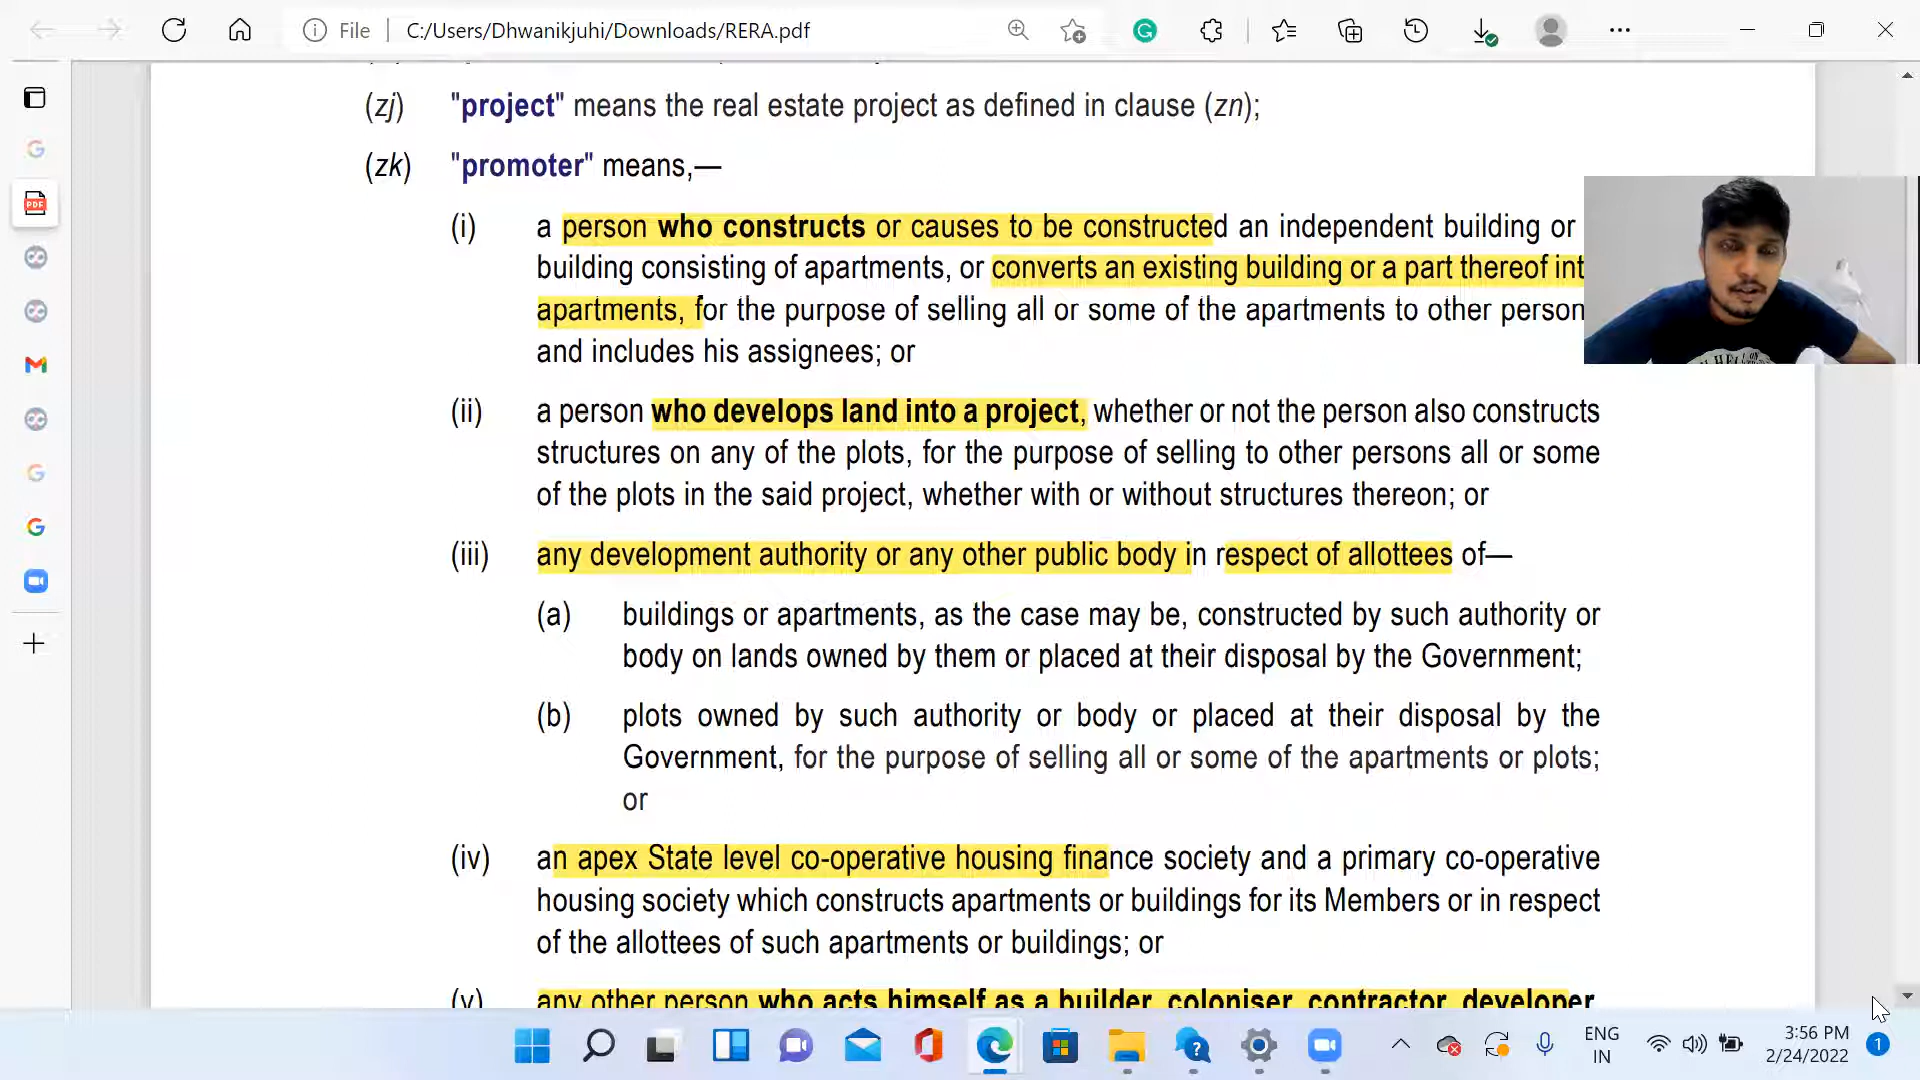 File
C:/Users/Dhwanikjuhi/Downloads/RERA.pdf
(zj) "project" means the real estate project as defined in clause (zn);
(zk) "promoter" means,—
(i) a person who constructs or causes to be constructed an independent building or
building consisting of apartments, or converts an existing building or a part thereof int
apartments, for the purpose of selling all or some of the apartments to other person
and includes his assignees; or
(ii) a person who develops land into a project, whether or not the person also constructs
structures on any of the plots, for the purpose of selling to other persons all or some
of the plots in the said project, whether with or without structures thereon; or
(iii) any development authority or any other public body in respect of allottees of—
(a) buildings or apartments, as the case may be, constructed by such authority or
body on lands owned by them or placed at their disposal by the Government;
(b) plots owned by such authority or body or placed at their disposal by the
Government, for the purpose of selling all or some of the apartments or plots;
or
(iv) an apex State level co-operative housing finance society and a primary co-operative
housing society which constructs apartments or buildings for its Members or in respect
of the allottees of such apartments or buildings; or
(v) any other person who acts himself as a builder, coloniser, contractor, developer,
ENG
IN
3:56 PM
2/24/2022
1